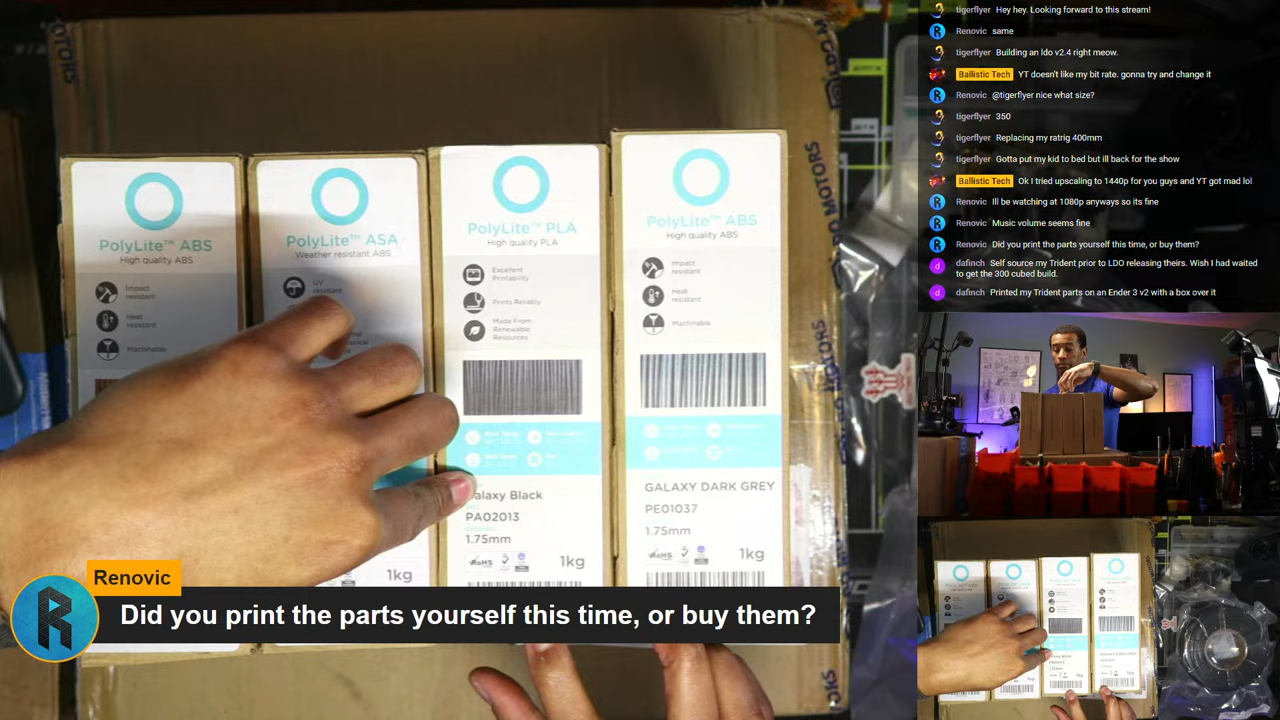 PolyLite™ ABS
High quality ABS
Impact
resistant
Heat
resistant
Machinable
PolyLite™ ASA
Weather resistant ABS
UV
1kg
PolyLite™ PLA
High quality PLA
Excellent
Printability
Prints Reliably
Made From
Renewable
Resources
alaxy Black
PA02013
1.75mm
RoHS
1kg
PolyLite™ ABS
High quality ABS
Impact
resistant
Heat
resistant
Machinable
GALAXY DARK GREY
PE01037
1.75mm
RoHS
1kg
MOTORS
Renovic
Did you print the parts yourself this time, or buy them?
tigerflyer Hey hey. Looking forward to this stream!
Renovic same
tigerflyer Building an ldo v2.4 right meow.
Ballistic Tech YT doesn't like my bit rate. gonna try and change it
Renovic @tigerflyer nice what size?
tigerflyer 350
tigerflyer Replacing my ratrig 400mm
tigerflyer Gotta put my kid to bed but ill back for the show
Ballistic Tech Ok I tried upscaling to 1440p for you guys and YT got mad lol
Renovic Ill be watching at 1080p anyways so its fine
Renovic Music volume seems fine
Renovic Did you print the parts yourself this time, or buy them?
d dafinch Self source my Trident prior to LDO releasing theirs. Wish I had waited
to get the 300 cubed build.
d dafinch Printed my Trident parts on an Ender 3 v2 with a box over it